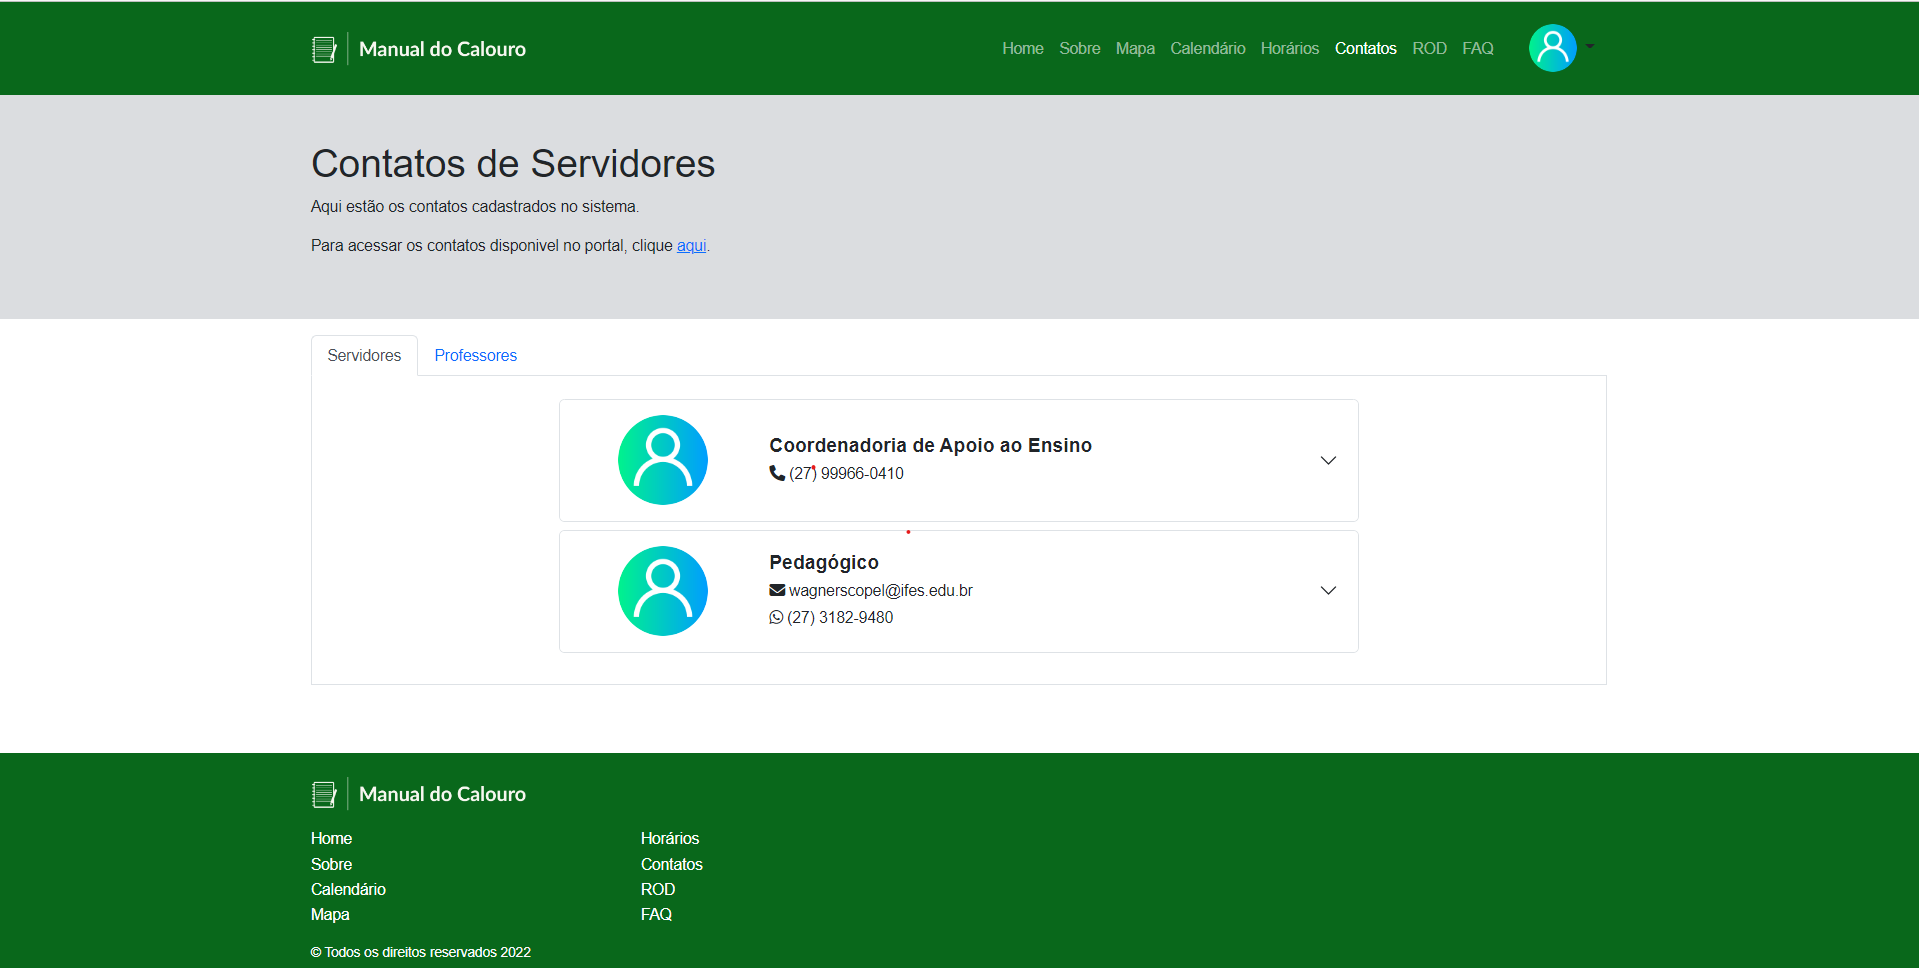 Manual do Calouro
Home Sobre Mapa Calendário Horários Contatos ROD FAQ
Contatos de Servidores
Aqui estão os contatos cadastrados no sistema.
Para acessar os contatos disponivel no portal, clique aqui.
Servidores Professores
Coordenadoria de Apoio ao Ensino
(27) 99966-0410
Pedagógico
wagnerscopel@ifes.edu.br
(27) 3182-9480
Manual do Calouro
Home
Sobre
Calendário
Mapa
Horários
Contatos
ROD
FAQ
© Todos os direitos reservados 2022